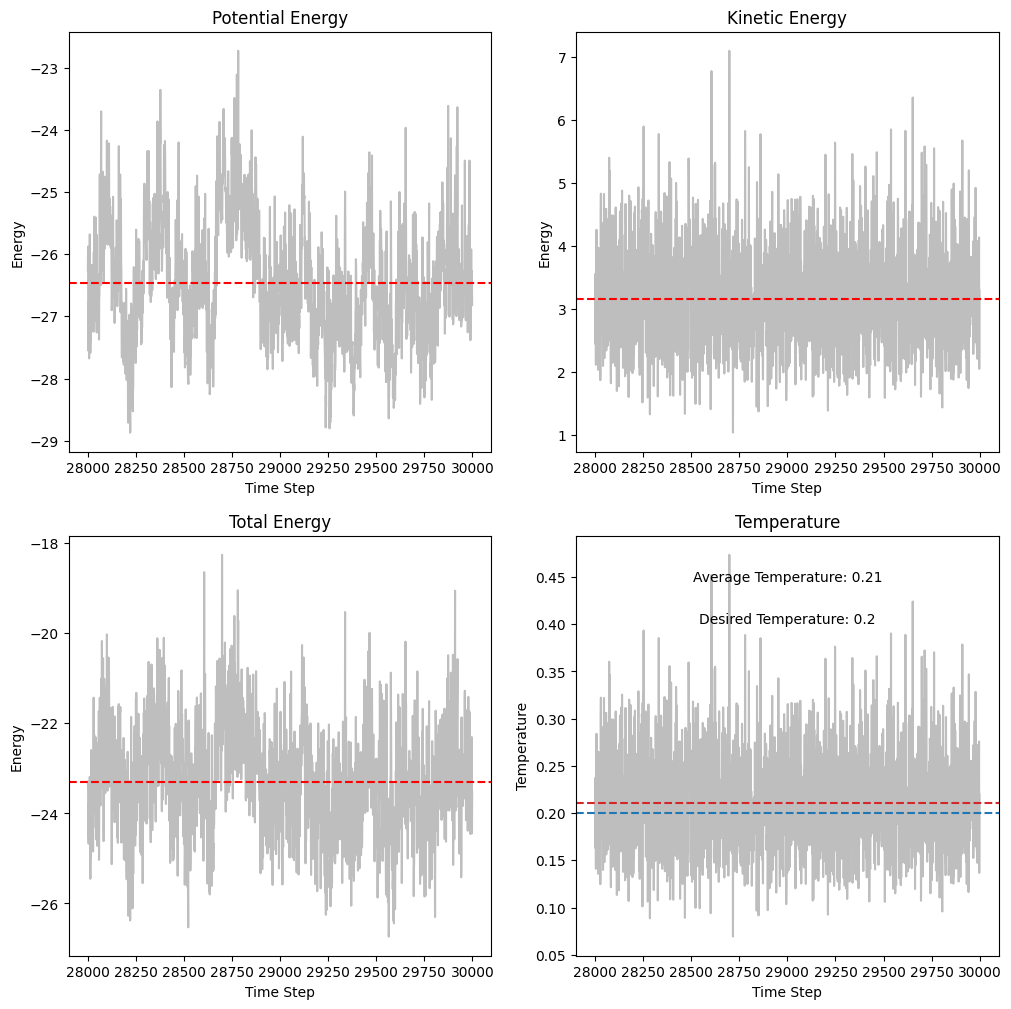 Potential Energy
Energy
−23
−24
−25
−26
−27
−28
−29
28000 28250 28500 28750 29000 29250 29500 29750 30000
Time Step
Kinetic Energy
Energy
7
6
5
4
3
2
1
28000 28250 28500 28750 29000 29250 29500 29750 30000
Time Step
Total Energy
Energy
−18
−20
−22
−24
−26
28000 28250 28500 28750 29000 29250 29500 29750 30000
Time Step
Temperature
Temperature
0.45
0.40
0.35
0.30
0.25
0.20
0.15
0.10
0.05
Average Temperature: 0.21
Desired Temperature: 0.2
28000 28250 28500 28750 29000 29250 29500 29750 30000
Time Step